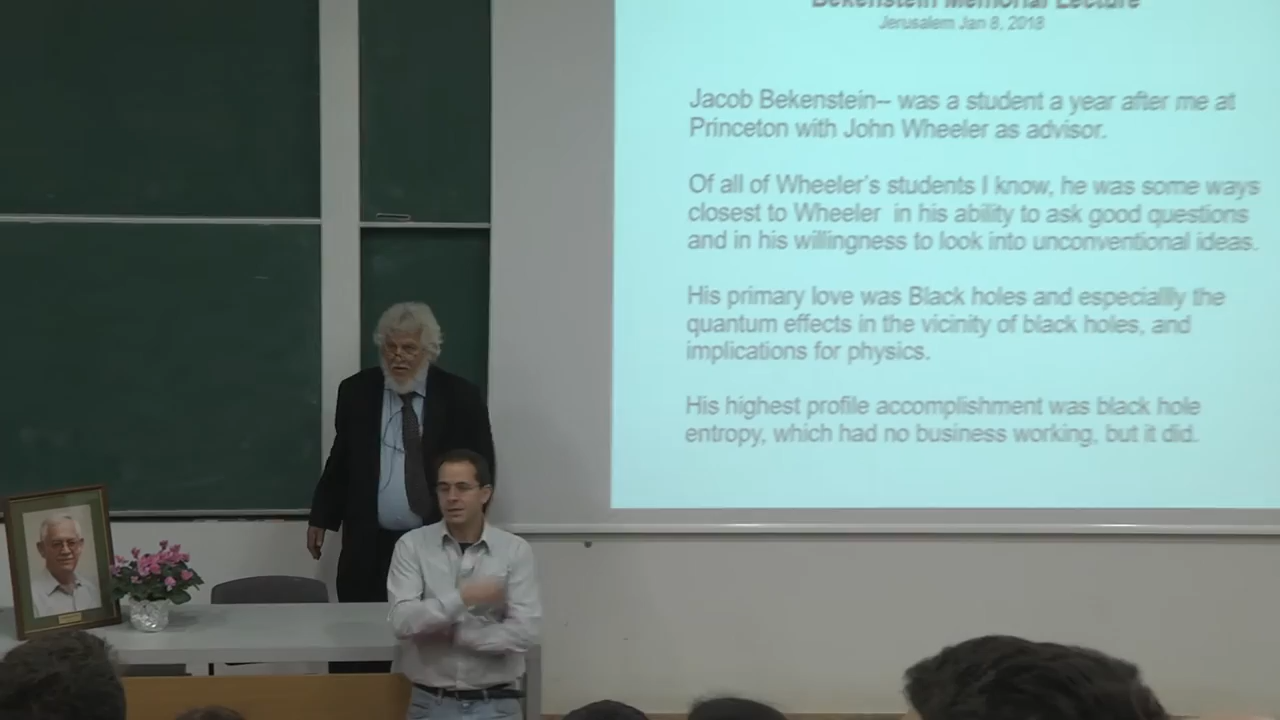 Bekenstein Memorial Lecture
Jerusalem Jan 8, 2018
Jacob Bekenstein-- was a student a year after me at
Princeton with John Wheeler as advisor.
Of all of Wheeler's students I know, he was some ways
closest to Wheeler in his ability to ask good questions
and in his willingness to look into unconventional ideas.
His primary love was Black holes and especiallly the
quantum effects in the vicinity of black holes, and
implications for physics.
His highest profile accomplishment was black hole
entropy, which had no business working, but it did.